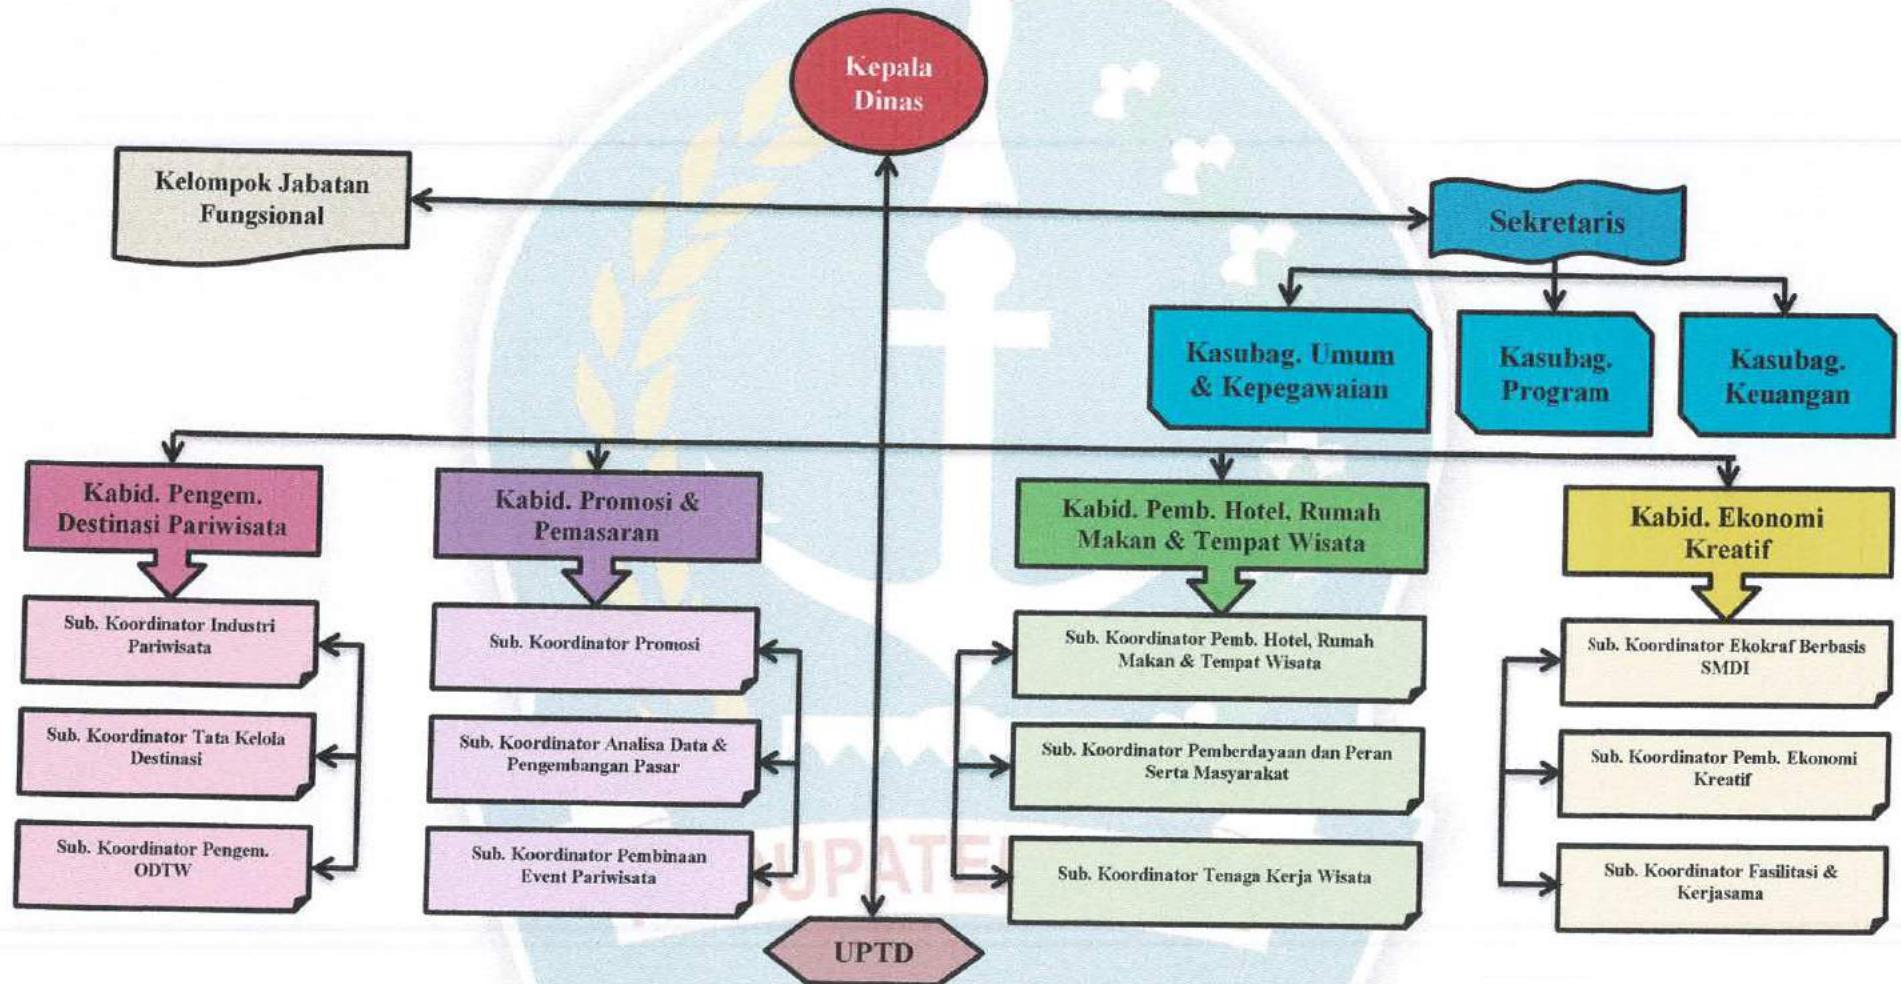 Kepala
Dinas
Kelompok Jabatan
Fungsional
Sekretaris
Kasubag. Umum
& Kepegawaian
Kasubag.
Program
Kasubag.
Keuangan
Kabid. Pengem.
Destinasi Pariwisata
Kabid. Promosi &
Pemasaran
Kabid. Pemb. Hotel, Rumah
Makan & Tempat Wisata
Kabid. Ekonomi
Kreatif
Sub. Koordinator Industri
Pariwisata
Sub. Koordinator Tata Kelola
Destinasi
Sub. Koordinator Pengem.
ODTW
Sub. Koordinator Promosi
Sub. Koordinator Analisa Data &
Pengembangan Pasar
Sub. Koordinator Pembinaan
Event Pariwisata
Sub. Koordinator Pemb. Hotel, Rumah
Makan & Tempat Wisata
Sub. Koordinator Pemberdayaan dan Peran
Serta Masyarakat
Sub. Koordinator Tenaga Kerja Wisata
Sub. Koordinator Ekokraf Berbasis
SMDI
Sub. Koordinator Pemb. Ekonomi
Kreatif
Sub. Koordinator Fasilitasi &
Kerjasama
UPTD